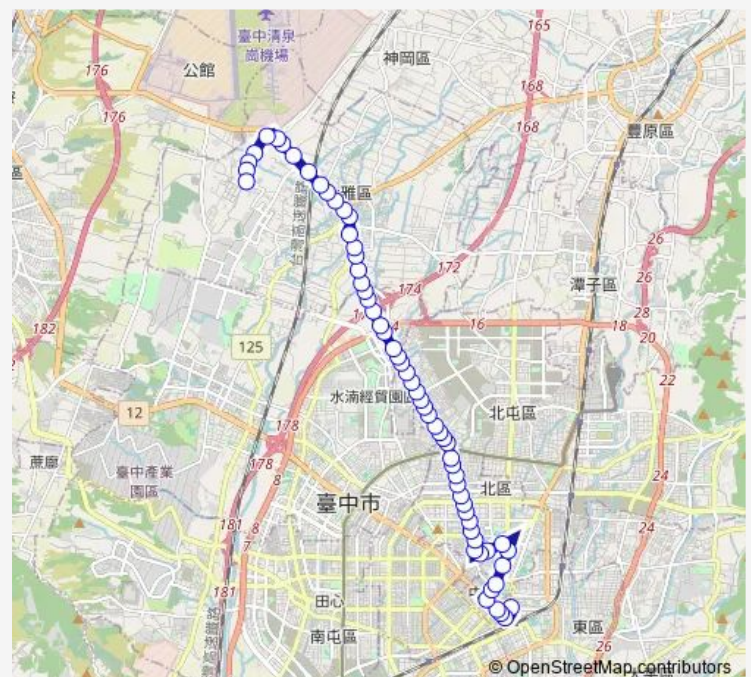 臺中清泉
崗機場
165
神岡區
公館
176
176
168
168
豐原區
雅區
26
26
172
174
潭子區
26
28
16
18
20
182
4
125
22
水湳經貿園區
12
北屯區
178
178
8
蔗廍
臺中產業
園區
24
北區
臺中市
24
181
7
8
181
田心
南屯區
東區
26
© OpenStreetMap contributors